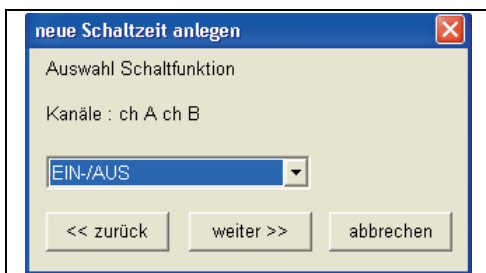 neue Schaltzeit anlegen
Auswahl Schaltfunktion
Kanäle : ch A ch B
EIN-/AUS
<< zurück weiter >> abbrechen